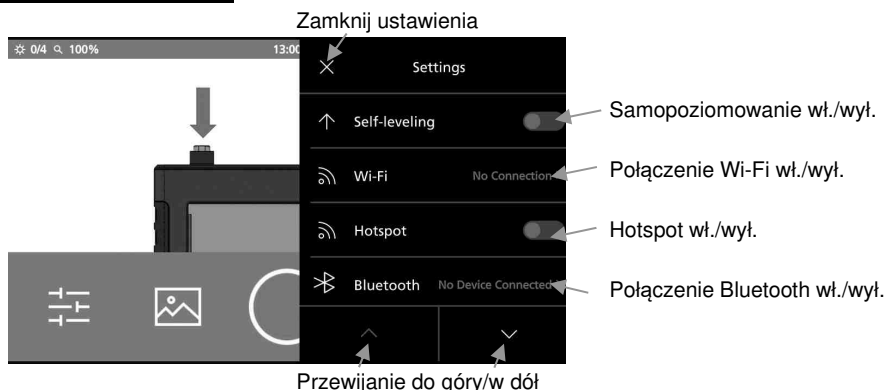 Zamknij ustawienia
0/4 100% 13:00
Settings
Self-leveling
Samopoziomowanie wł./wył.
Wi-Fi No Connection
Połączenie Wi-Fi wł./wył.
Hotspot
Hotspot wł./wył.
Bluetooth No Device Connected
Połączenie Bluetooth wł./wył.
Przewijanie do góry/w dół